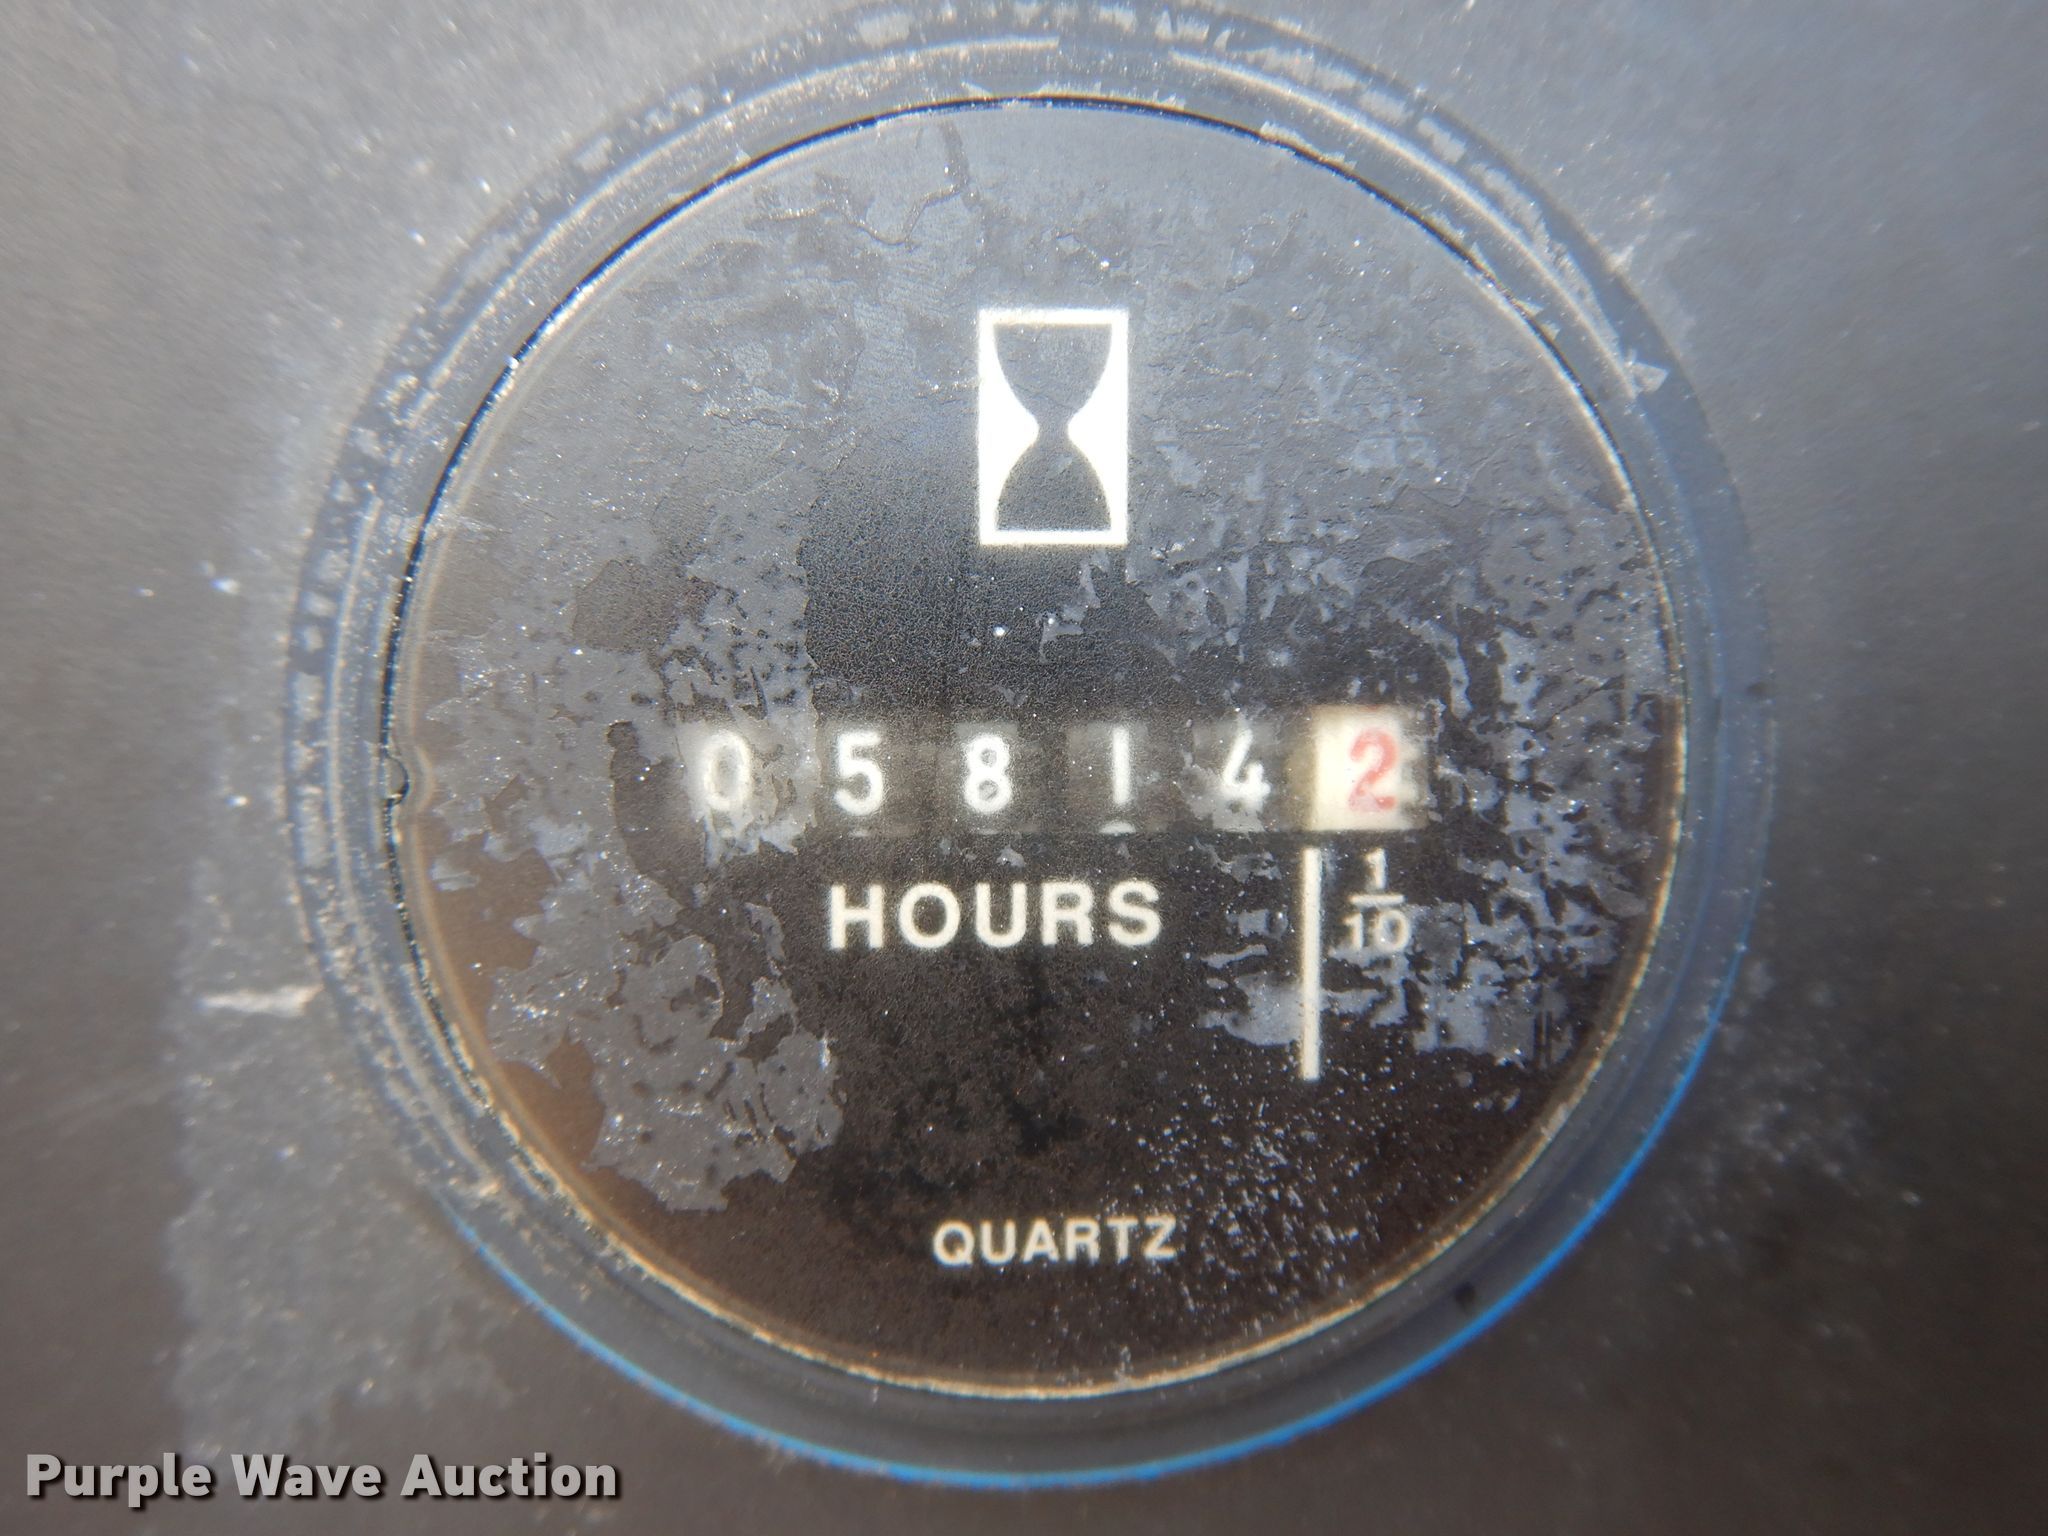 058142
HOURS
1/10
QUARTZ
Purple Wave Auction